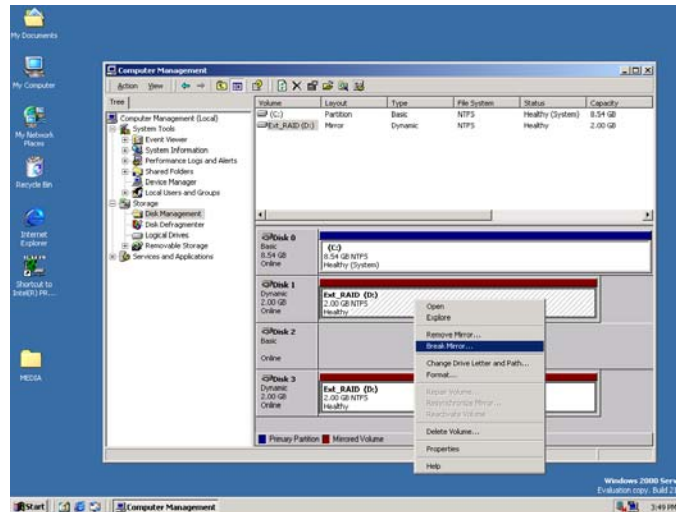 My Documents
My Computer
My Network
Places
Recycle Bin
Internet
Explorer
Shortcut to
Intel(R) PR...
MEDIA
Computer Management
Action View
Tree
Computer Management (Local)
System Tools
Event Viewer
System Information
Performance Logs and Alerts
Shared Folders
Device Manager
Local Users and Groups
Storage
Disk Management
Disk Defragmenter
Logical Drives
Removable Storage
Services and Applications
Volume Layout Type File System Status Capacity
(C:) Partition Basic NTFS Healthy (System) 8.54 GB
Ext_RAID (D:) Mirror Dynamic NTFS Healthy 2.00 GB
Disk 0
Basic
8.54 GB
Online
(C:)
8.54 GB NTFS
Healthy (System)
Disk 1
Dynamic
2.00 GB
Online
Ext_RAID (D:)
2.00 GB NTFS
Healthy
Disk 2
Basic
Online
Disk 3
Dynamic
2.00 GB
Online
Ext_RAID (D:)
2.00 GB NTFS
Healthy
Primary Partition Mirrored Volume
Open
Explore
Remove Mirror...
Break Mirror...
Change Drive Letter and Path...
Format...
Repair Volume...
Resynchronize Mirror...
Reactivate Volume
Delete Volume...
Properties
Help
Windows 2000 Serv
Evaluation copy. Build 2
Start Computer Management 3:49 PM